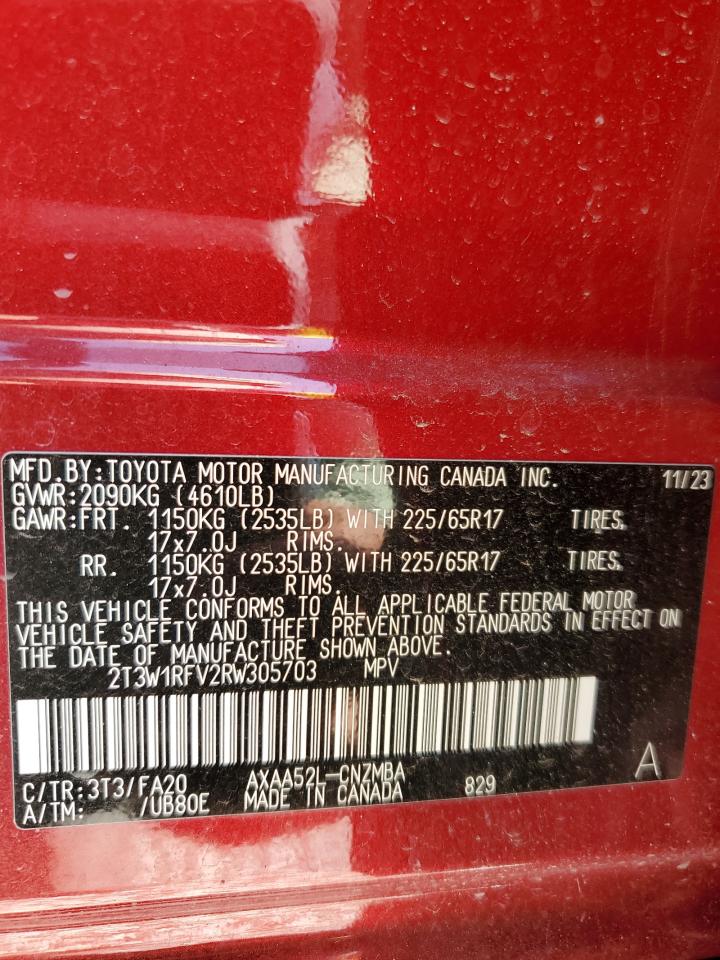 MFD.BY:TOYOTA MOTOR MANUFACTURING CANADA INC. 11/23
GVWR:2090KG (4610LB)
GAWR:FRT. 1150KG (2535LB) WITH 225/65R17 TIRES,
17x7.0J RIMS.
RR. 1150KG (2535LB) WITH 225/65R17 TIRES,
17x7.0J RIMS.
THIS VEHICLE CONFORMS TO ALL APPLICABLE FEDERAL MOTOR
VEHICLE SAFETY AND THEFT PREVENTION STANDARDS IN EFFECT ON
THE DATE OF MANUFACTURE SHOWN ABOVE.
2T3W1RFV2RW305703 MPV
C/TR:3T3/FA20 AXAA52L-CNZMBA 829 A
A/TM: /UB80E MADE IN CANADA